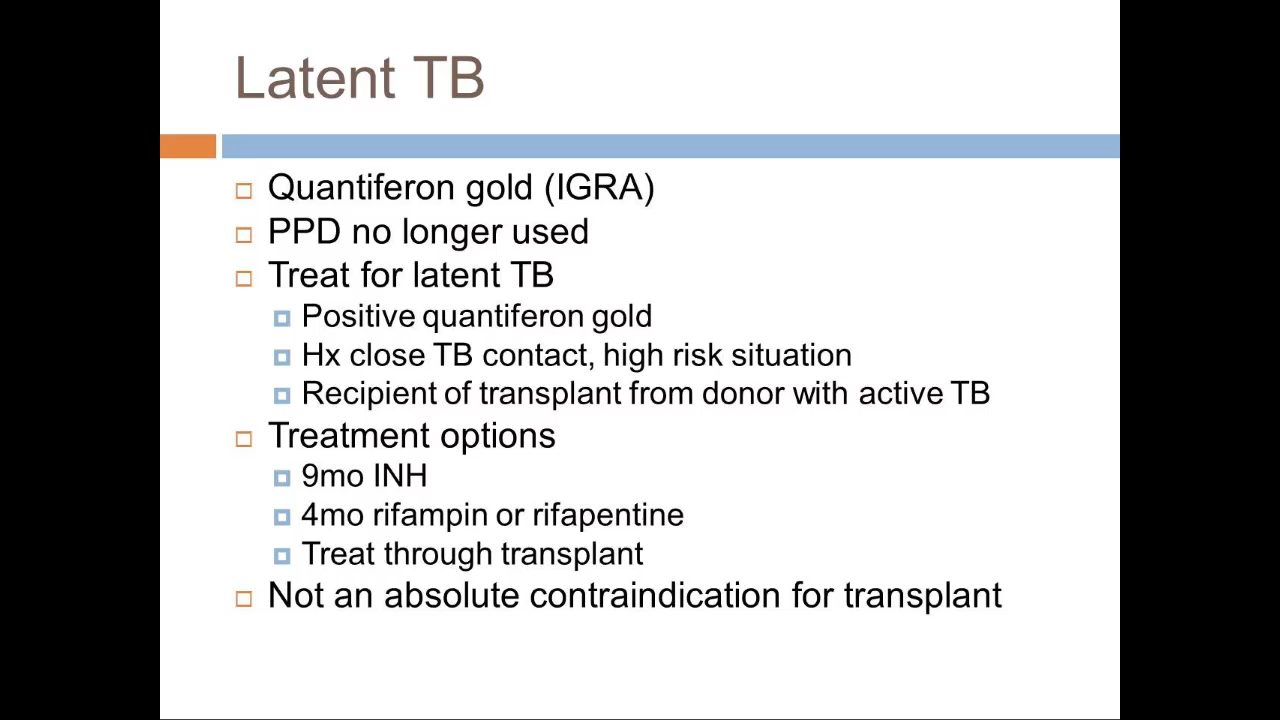 Latent TB
Quantiferon gold (IGRA)
PPD no longer used
Treat for latent TB
Positive quantiferon gold
Hx close TB contact, high risk situation
Recipient of transplant from donor with active TB
Treatment options
9mo INH
4mo rifampin or rifapentine
Treat through transplant
Not an absolute contraindication for transplant